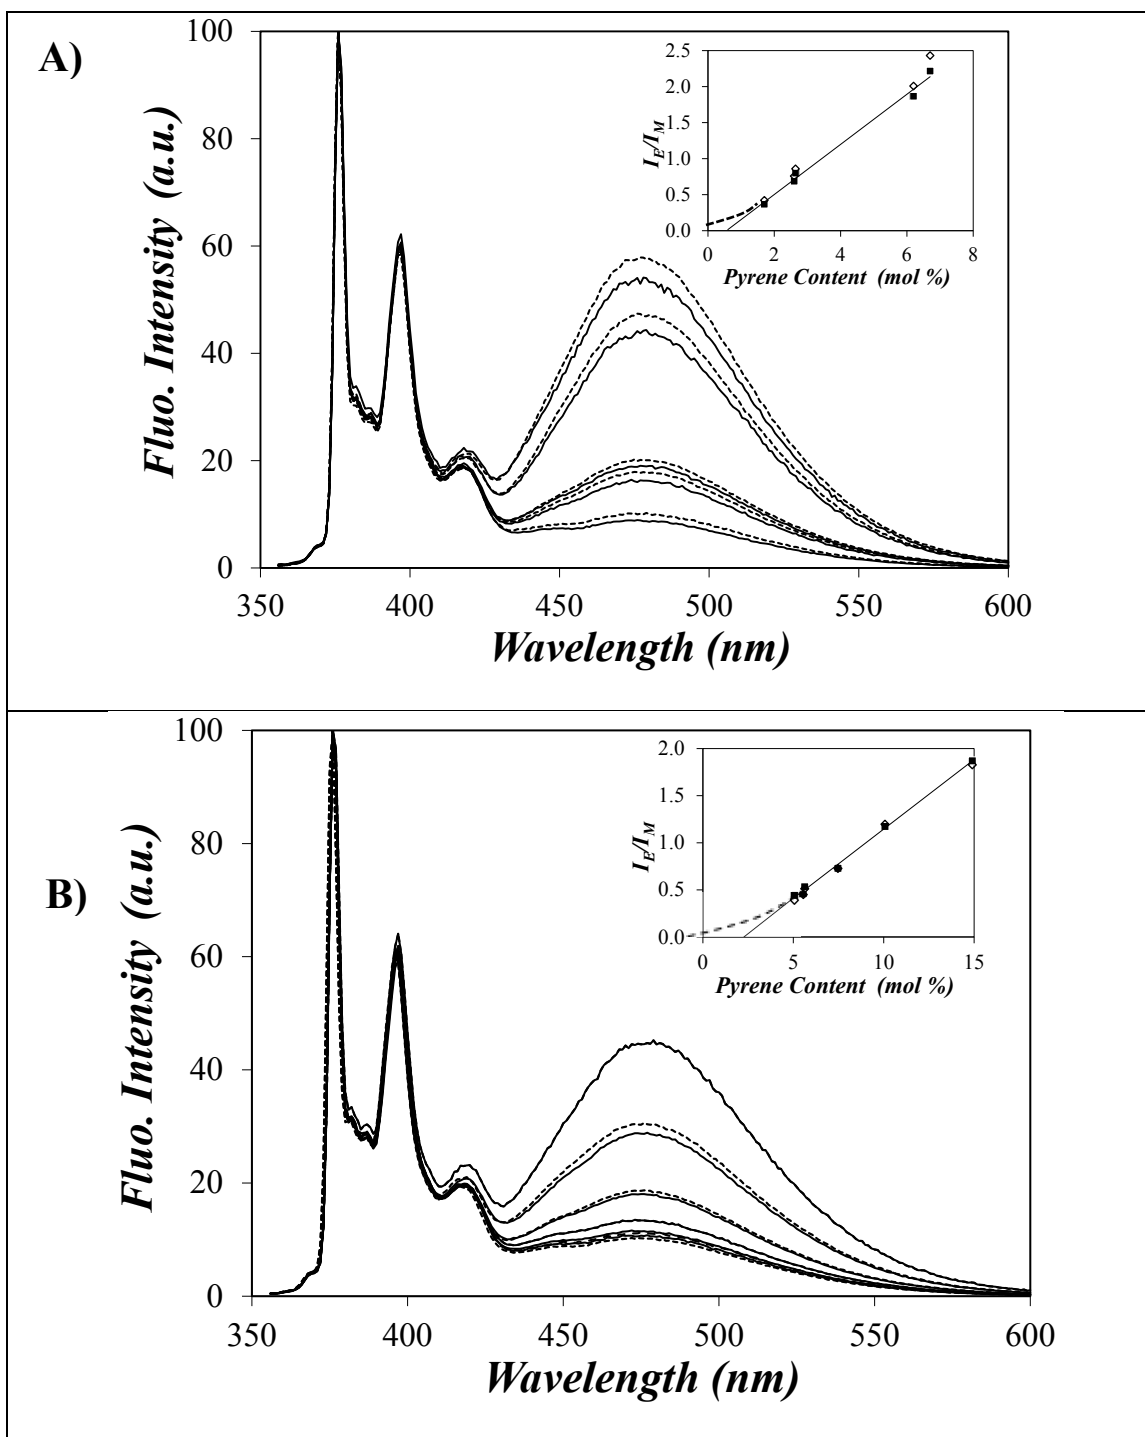 A)
100
80
60
40
20
0
Fluo. Intensity (a.u.)
350 400 450 500 550 600
Wavelength (nm)
2.5
2.0
1.5
1.0
0.5
0.0
I_E/I_M
0 2 4 6 8
Pyrene Content (mol %)
B)
100
80
60
40
20
0
Fluo. Intensity (a.u.)
350 400 450 500 550 600
Wavelength (nm)
2.0
1.5
1.0
0.5
0.0
I_E/I_M
0 5 10 15
Pyrene Content (mol %)